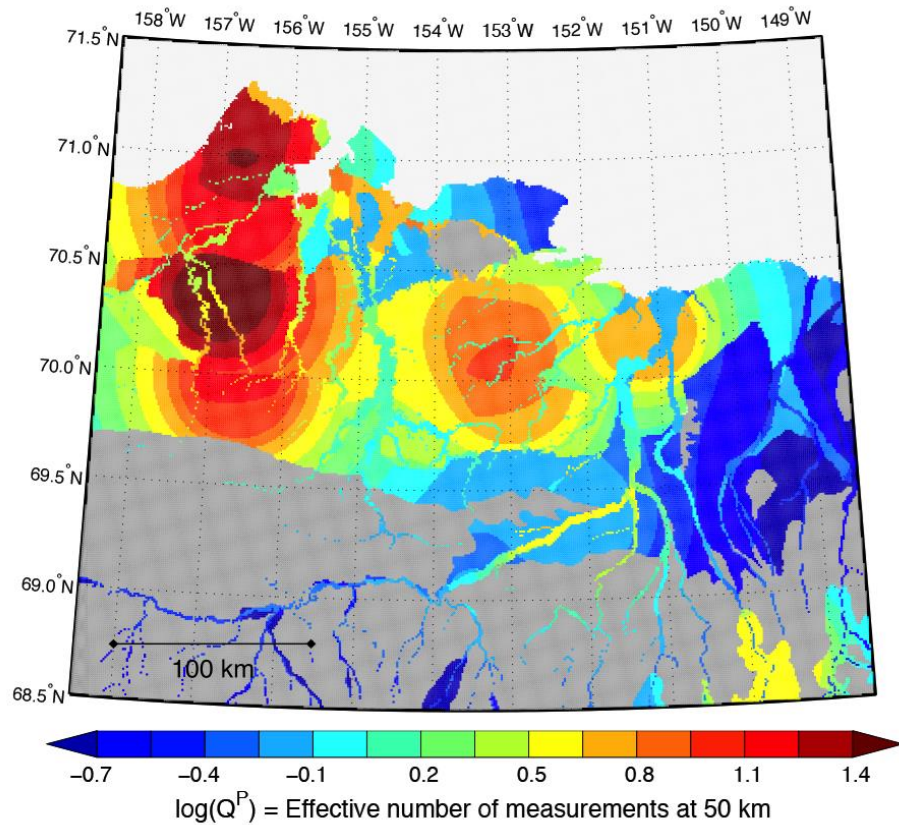 158°W 157°W 156°W 155°W 154°W 153°W 152°W 151°W 150°W 149°W
71.5°N
71.0°N
70.5°N
70.0°N
69.5°N
69.0°N
68.5°N
100 km
−0.7 −0.4 −0.1 0.2 0.5 0.8 1.1 1.4
log(Q^P) = Effective number of measurements at 50 km